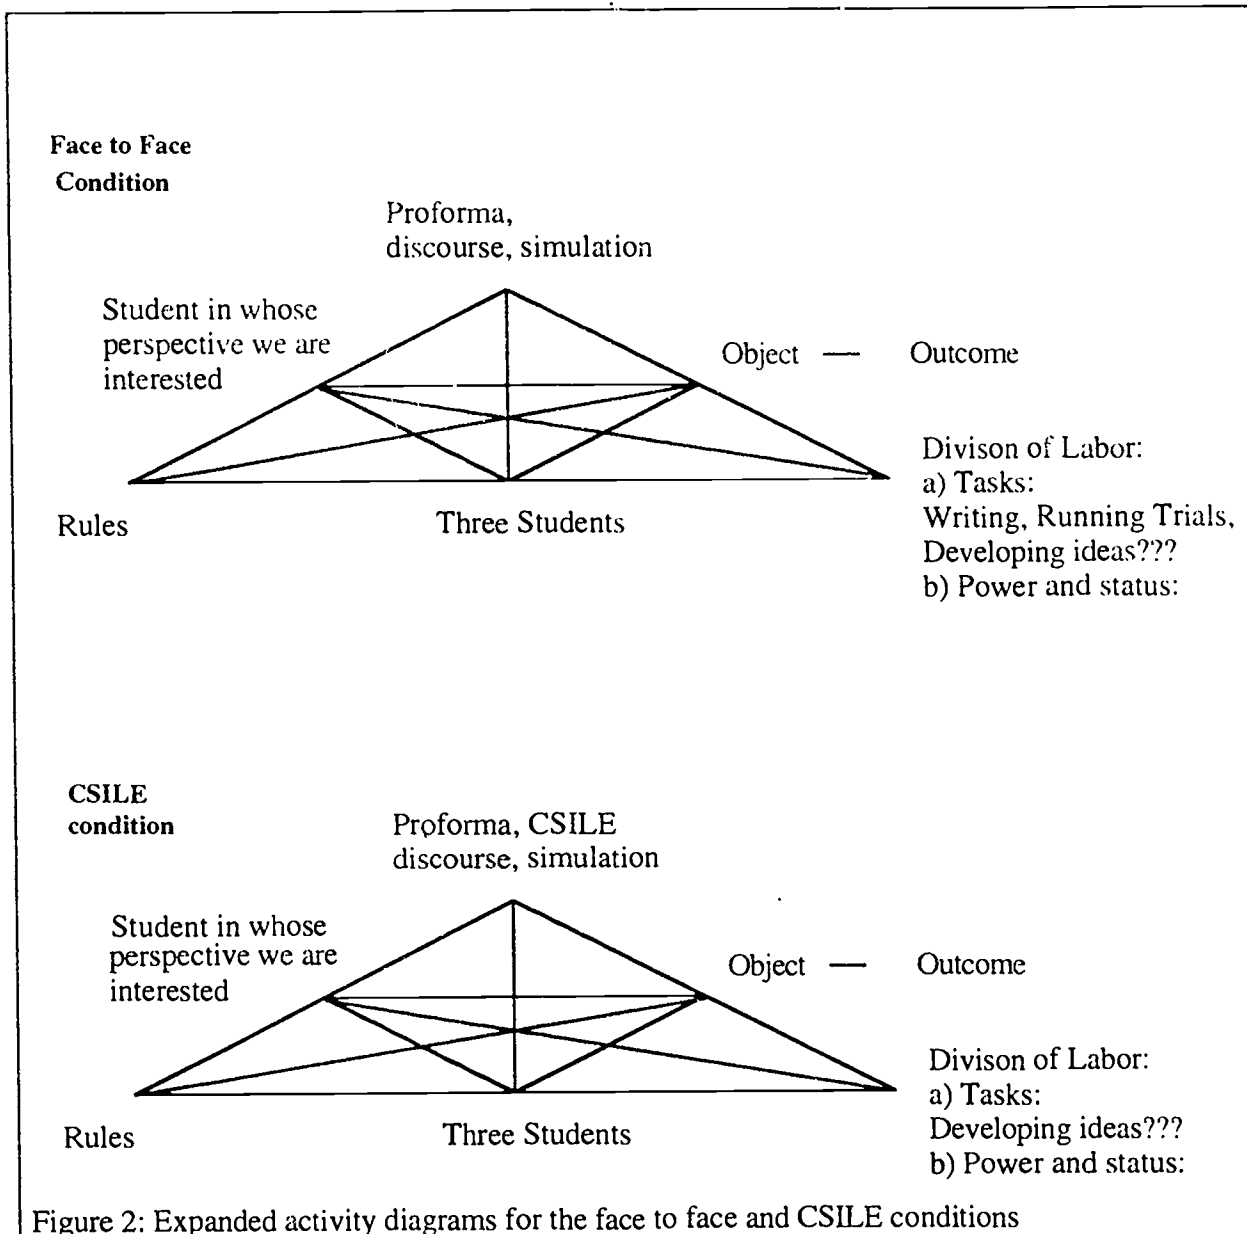 Face to Face
Condition
Proforma,
discourse, simulation
Student in whose
perspective we are
interested
Object — Outcome
Divison of Labor:
a) Tasks:
Writing, Running Trials,
Developing ideas???
b) Power and status:
Rules
Three Students
CSILE
condition
Proforma, CSILE
discourse, simulation
Student in whose
perspective we are
interested
Object — Outcome
Divison of Labor:
a) Tasks:
Developing ideas???
b) Power and status:
Rules
Three Students
Figure 2: Expanded activity diagrams for the face to face and CSILE conditions